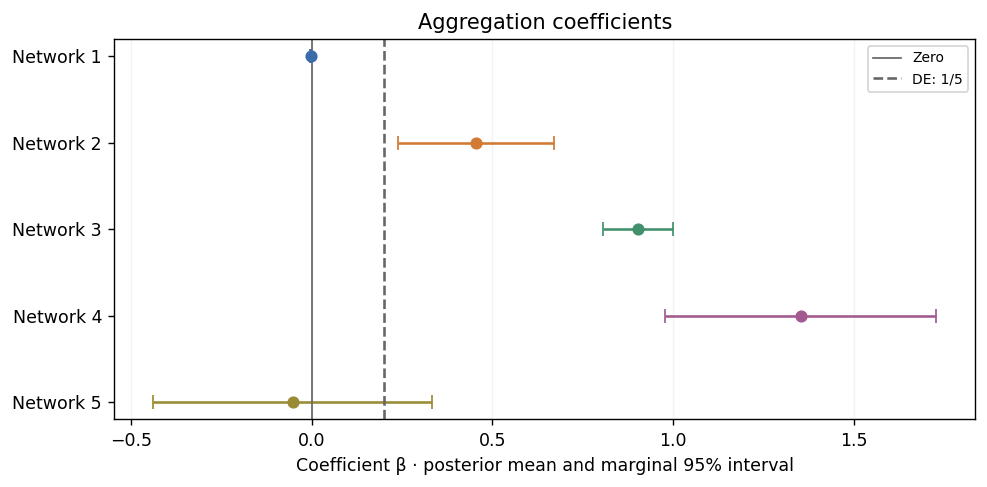 Aggregation coefficients
Zero
DE: 1/5
Network 1
Network 2
Network 3
Network 4
Network 5
−0.5 0.0 0.5 1.0 1.5
Coefficient β · posterior mean and marginal 95% interval